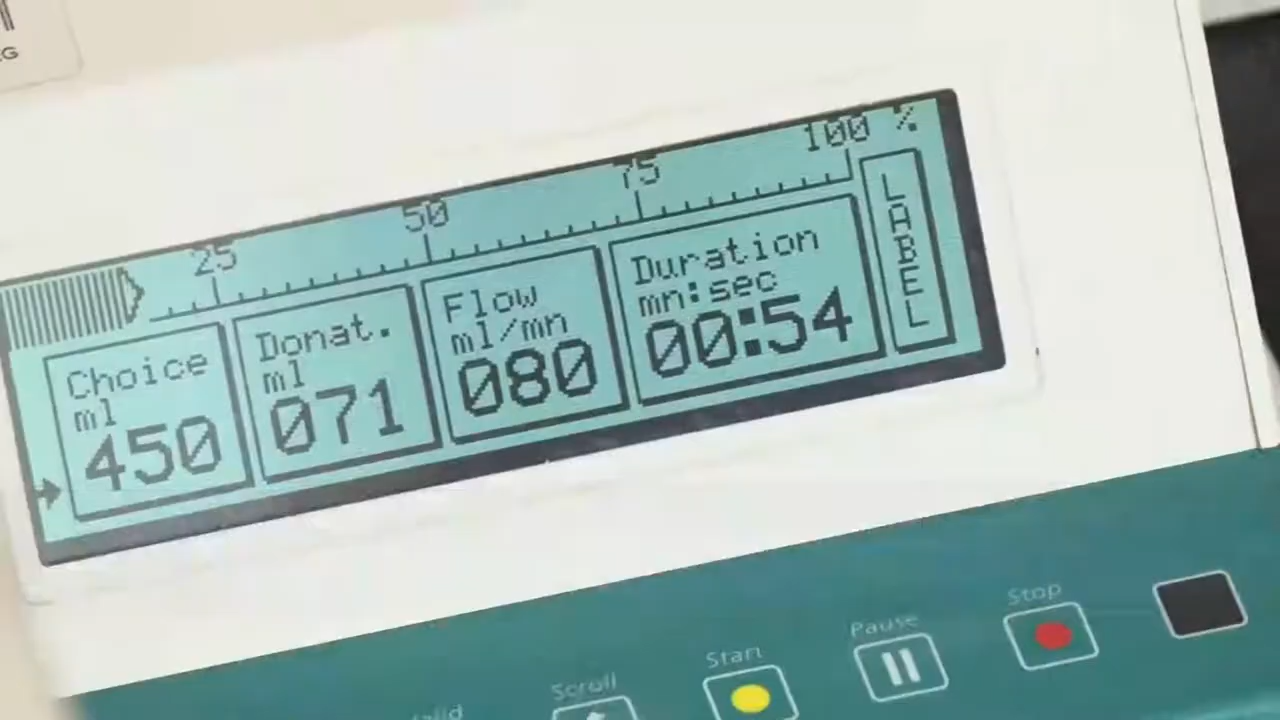 25 50 75 100 %
Choice
ml
450
Donat.
ml
071
Flow
ml/mn
080
Duration
mn:sec
00:54
LABEL
Scroll
Start
Pause
Stop